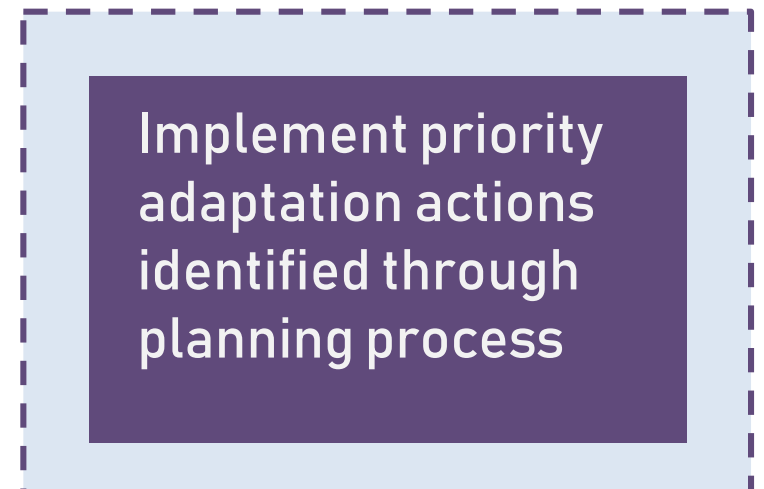 Implement priority
adaptation actions
identified through
planning process